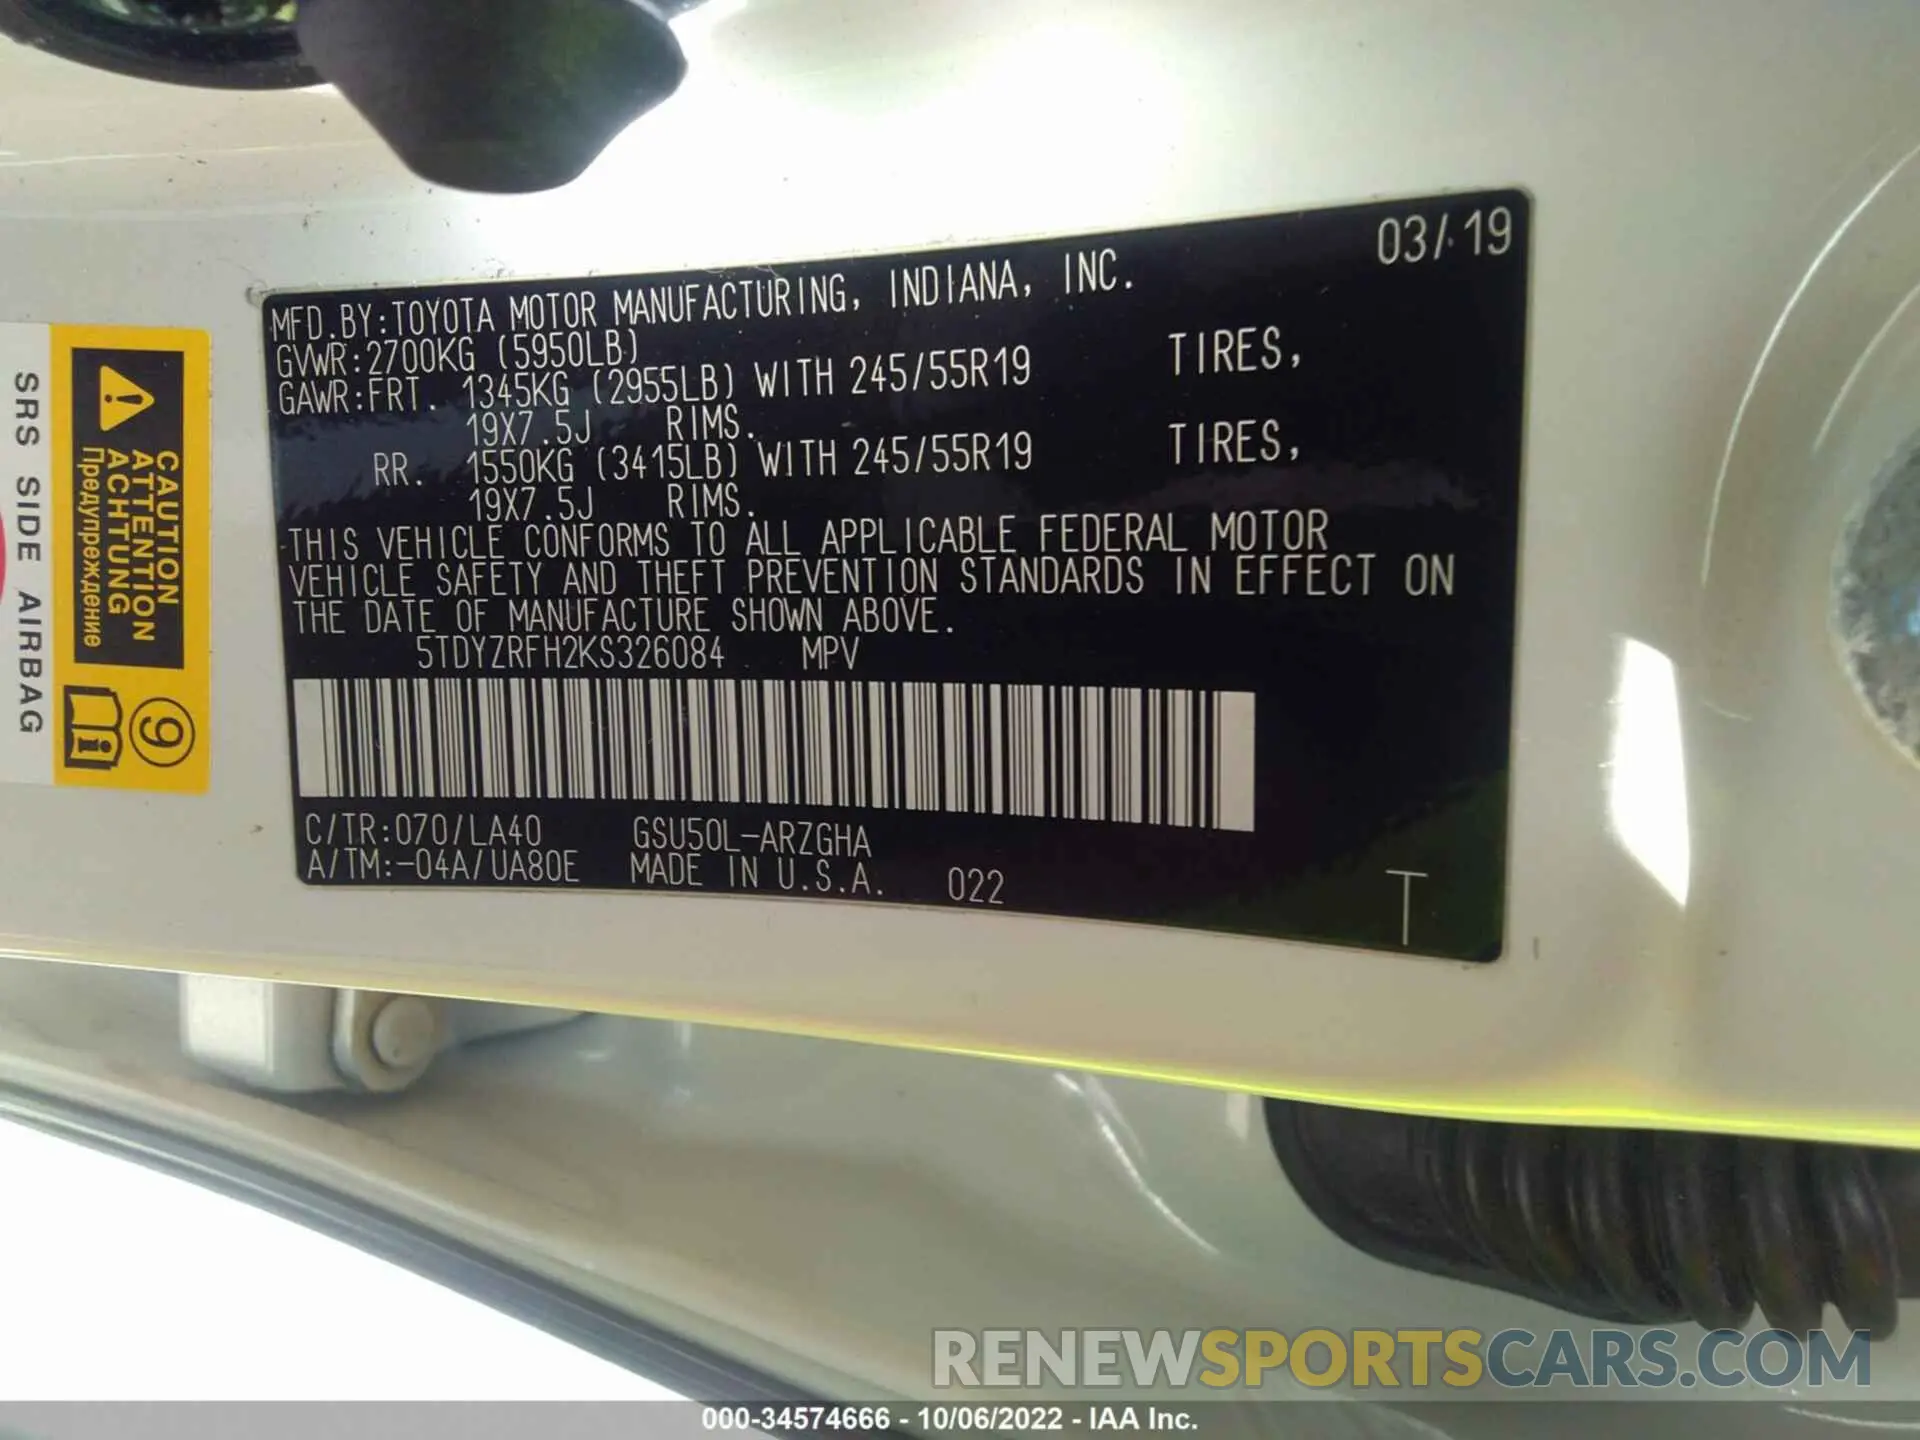 03/19
MFD.BY:TOYOTA MOTOR MANUFACTURING, INDIANA, INC.
GVWR:2700KG (5950LB)
GAWR:FRT. 1345KG (2955LB) WITH 245/55R19 TIRES,
19X7.5J RIMS.
RR. 1550KG (3415LB) WITH 245/55R19 TIRES,
19X7.5J RIMS.
THIS VEHICLE CONFORMS TO ALL APPLICABLE FEDERAL MOTOR
VEHICLE SAFETY AND THEFT PREVENTION STANDARDS IN EFFECT ON
THE DATE OF MANUFACTURE SHOWN ABOVE.
5TDYZRFH2KS326084 MPV
C/TR:070/LA40 GSU50L-ARZGHA
A/TM:-04A/UA80E MADE IN U.S.A. 022
T
CAUTION
ATTENTION
ACHTUNG
Предупреждение
9
SRS SIDE AIRBAG
RENEWSPORTSCARS.COM
000-34574666 - 10/06/2022 - IAA Inc.